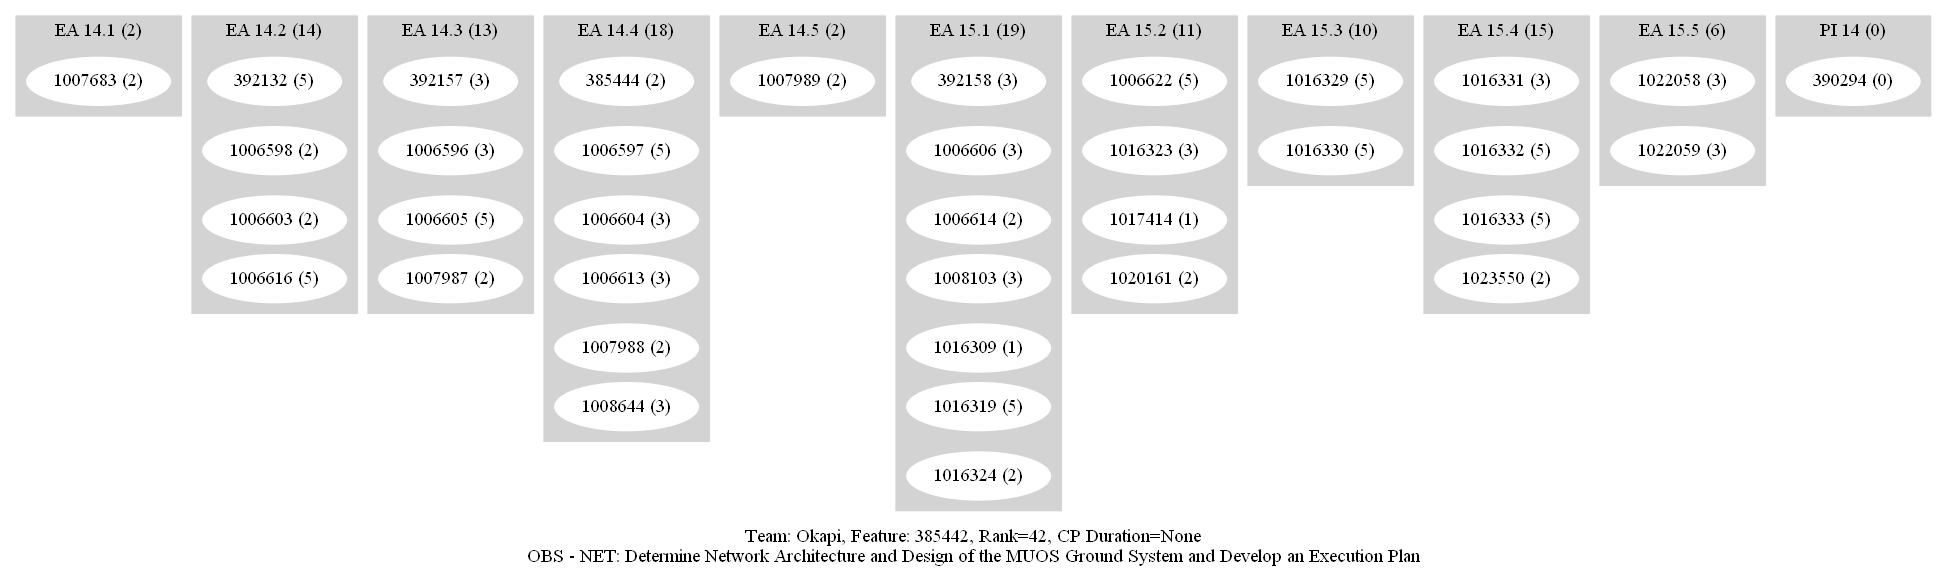 EA 14.1 (2)
1007683 (2)
EA 14.2 (14)
392132 (5)
1006598 (2)
1006603 (2)
1006616 (5)
EA 14.3 (13)
392157 (3)
1006596 (3)
1006605 (5)
1007987 (2)
EA 14.4 (18)
385444 (2)
1006597 (5)
1006604 (3)
1006613 (3)
1007988 (2)
1008644 (3)
EA 14.5 (2)
1007989 (2)
EA 15.1 (19)
392158 (3)
1006606 (3)
1006614 (2)
1008103 (3)
1016309 (1)
1016319 (5)
1016324 (2)
EA 15.2 (11)
1006622 (5)
1016323 (3)
1017414 (1)
1020161 (2)
EA 15.3 (10)
1016329 (5)
1016330 (5)
EA 15.4 (15)
1016331 (3)
1016332 (5)
1016333 (5)
1023550 (2)
EA 15.5 (6)
1022058 (3)
1022059 (3)
PI 14 (0)
390294 (0)
Team: Okapi, Feature: 385442, Rank=42, CP Duration=None
OBS - NET: Determine Network Architecture and Design of the MUOS Ground System and Develop an Execution Plan